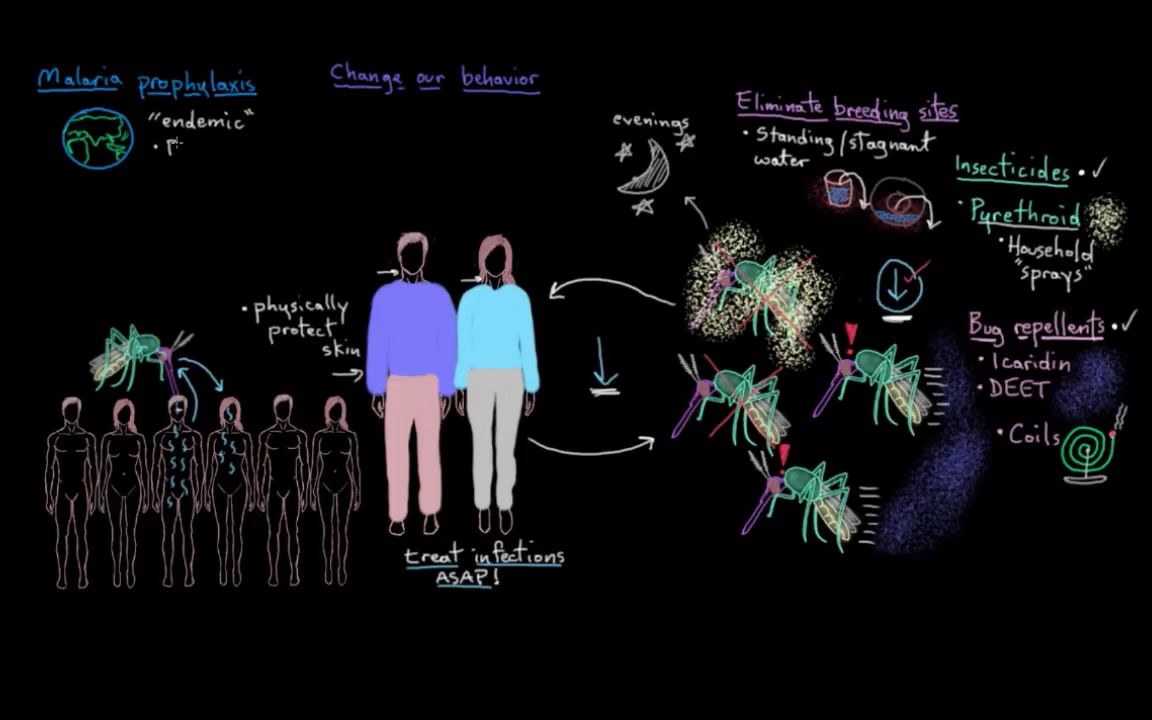 Malaria prophylaxis
"endemic"
Change our behavior
evenings
Eliminate breeding sites
• Standing/stagnant
water
Insecticides •
• Pyrethroid
• Household
"sprays"
Bug repellents •
• Icaridin
• DEET
• Coils
• physically
protect
skin
treat infections
ASAP!